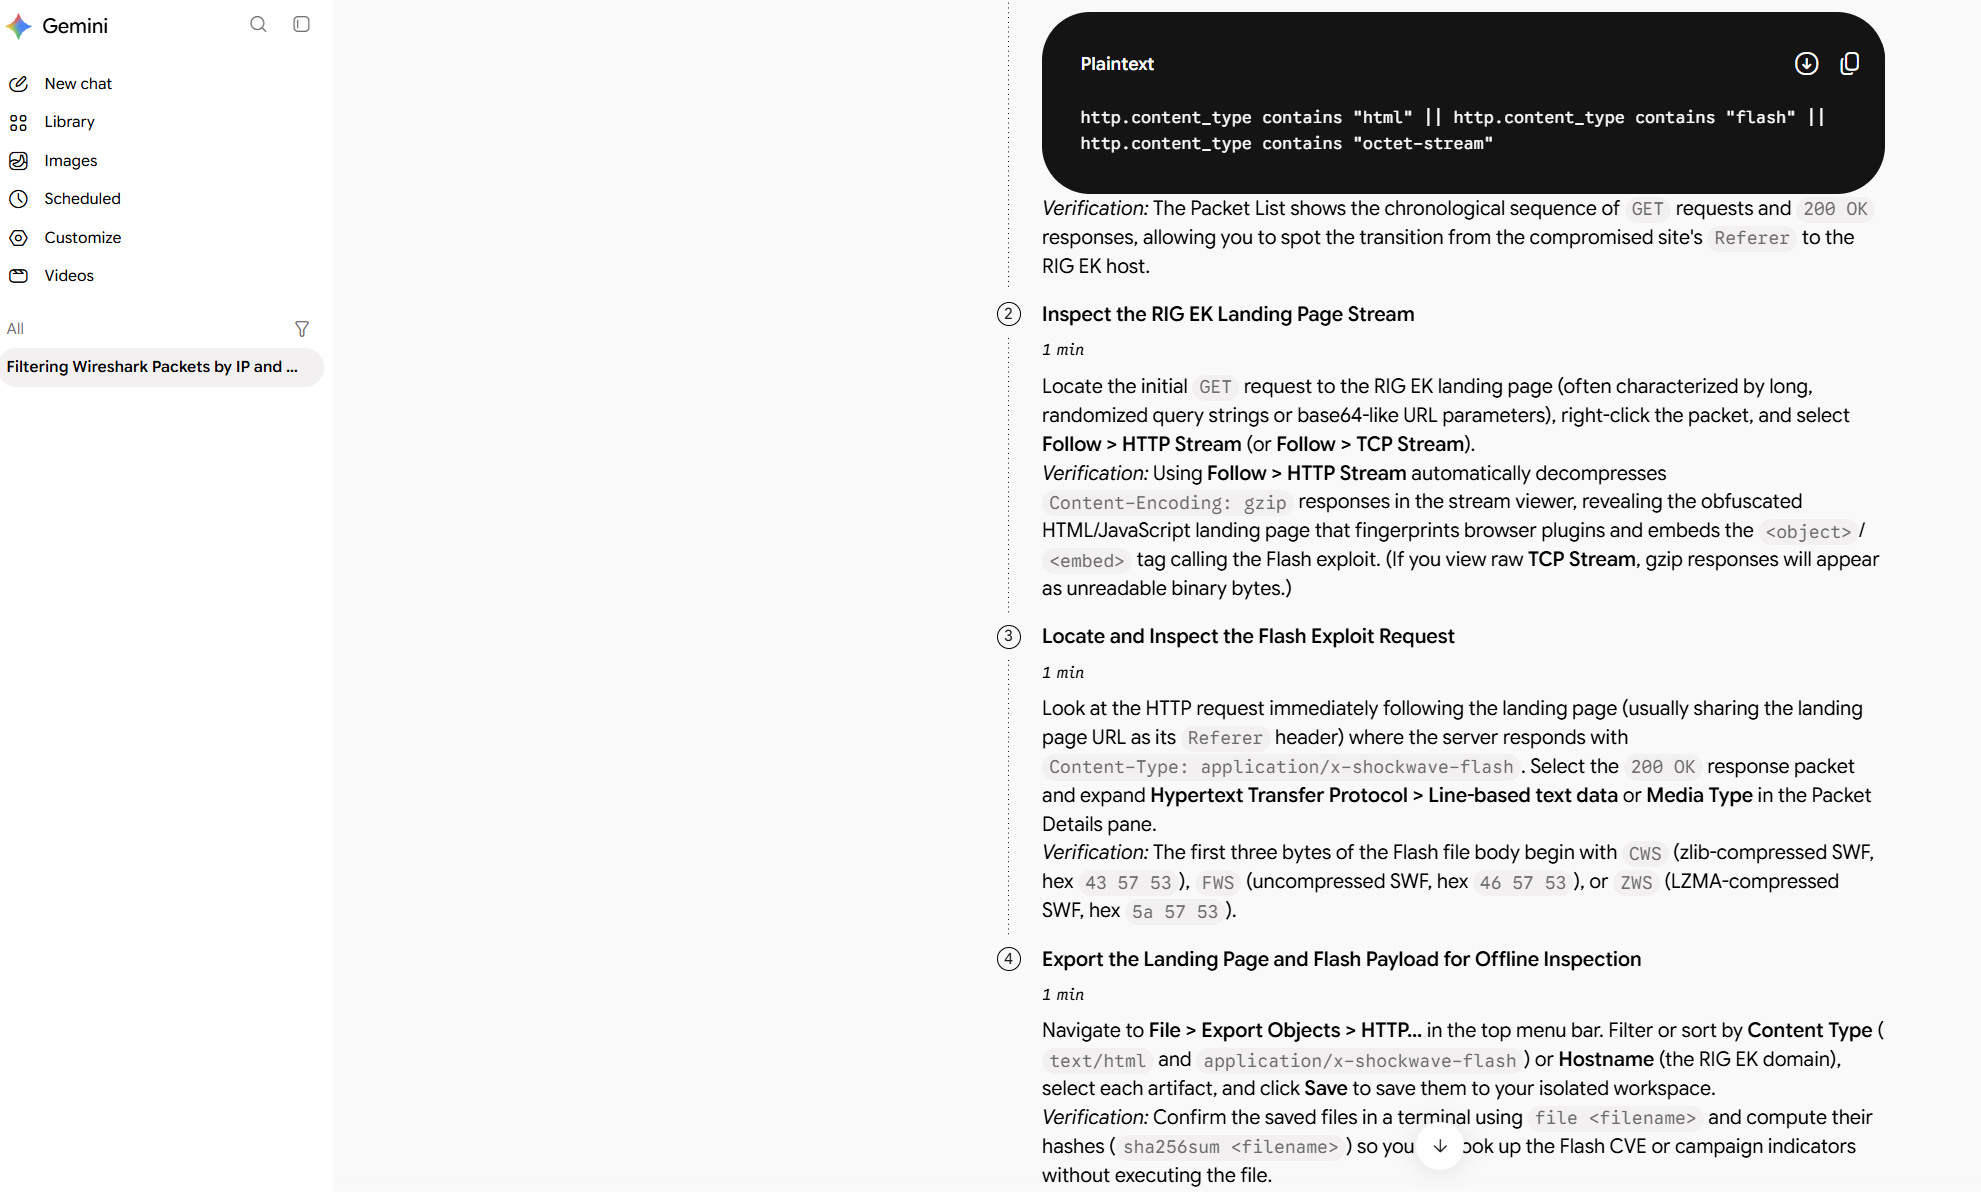 Gemini
New chat
Library
Images
Scheduled
Customize
Videos
All
Filtering Wireshark Packets by IP and ...
Plaintext
http.content_type contains "html" || http.content_type contains "flash" ||
http.content_type contains "octet-stream"
Verification: The Packet List shows the chronological sequence of GET requests and 200 OK
responses, allowing you to spot the transition from the compromised site's Referer to the
RIG EK host.
2 Inspect the RIG EK Landing Page Stream
1 min
Locate the initial GET request to the RIG EK landing page (often characterized by long,
randomized query strings or base64-like URL parameters), right-click the packet, and select
Follow > HTTP Stream (or Follow > TCP Stream).
Verification: Using Follow > HTTP Stream automatically decompresses
Content-Encoding: gzip responses in the stream viewer, revealing the obfuscated
HTML/JavaScript landing page that fingerprints browser plugins and embeds the <object> /
<embed> tag calling the Flash exploit. (If you view raw TCP Stream, gzip responses will appear
as unreadable binary bytes.)
3 Locate and Inspect the Flash Exploit Request
1 min
Look at the HTTP request immediately following the landing page (usually sharing the landing
page URL as its Referer header) where the server responds with
Content-Type: application/x-shockwave-flash. Select the 200 OK response packet
and expand Hypertext Transfer Protocol > Line-based text data or Media Type in the Packet
Details pane.
Verification: The first three bytes of the Flash file body begin with CWS (zlib-compressed SWF,
hex 43 57 53), FWS (uncompressed SWF, hex 46 57 53), or ZWS (LZMA-compressed
SWF, hex 5a 57 53).
4 Export the Landing Page and Flash Payload for Offline Inspection
1 min
Navigate to File > Export Objects > HTTP... in the top menu bar. Filter or sort by Content Type (
text/html and application/x-shockwave-flash) or Hostname (the RIG EK domain),
select each artifact, and click Save to save them to your isolated workspace.
Verification: Confirm the saved files in a terminal using file <filename> and compute their
hashes (sha256sum <filename>) so you up the Flash CVE or campaign indicators
without executing the file.